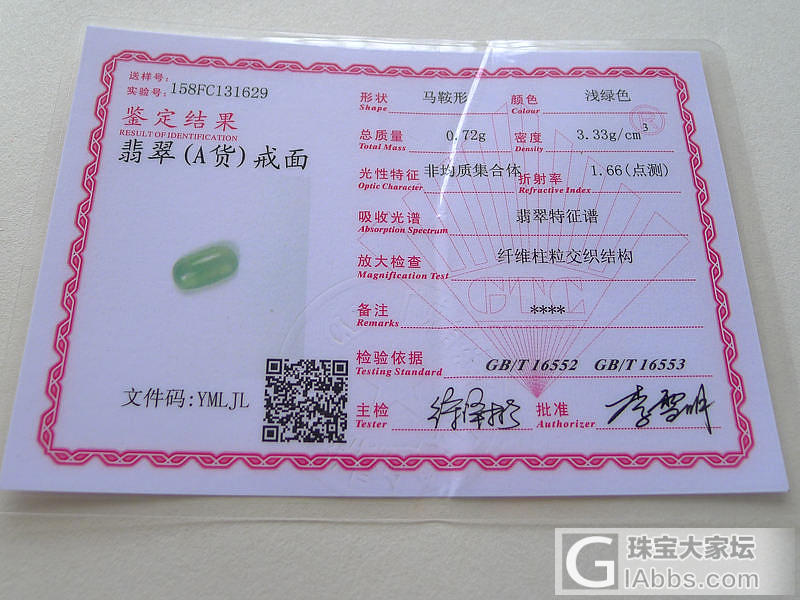 送样号:
实验号: 158FC131629
鉴定结果
RESULT OF IDENTIFICATION
翡翠(A货)戒面
文件码: YMLJL
形状 马鞍形 颜色 浅绿色
Shape Colour
R
总质量 0.72g 密度 3.33g/cm³
Total Mass Density
光性特征 非均质集合体 折射率 1.66(点测)
Optic Character Refractive Index
吸收光谱 翡翠特征谱
Absorption Spectrum
放大检查 纤维柱粒交织结构
Magnification Test
GTC
备注 ****
Remarks
检验依据 GB/T 16552 GB/T 16553
Testing Standard
主检 批准
Tester Authorizer
G 珠宝大家坛
GIAbbs.com